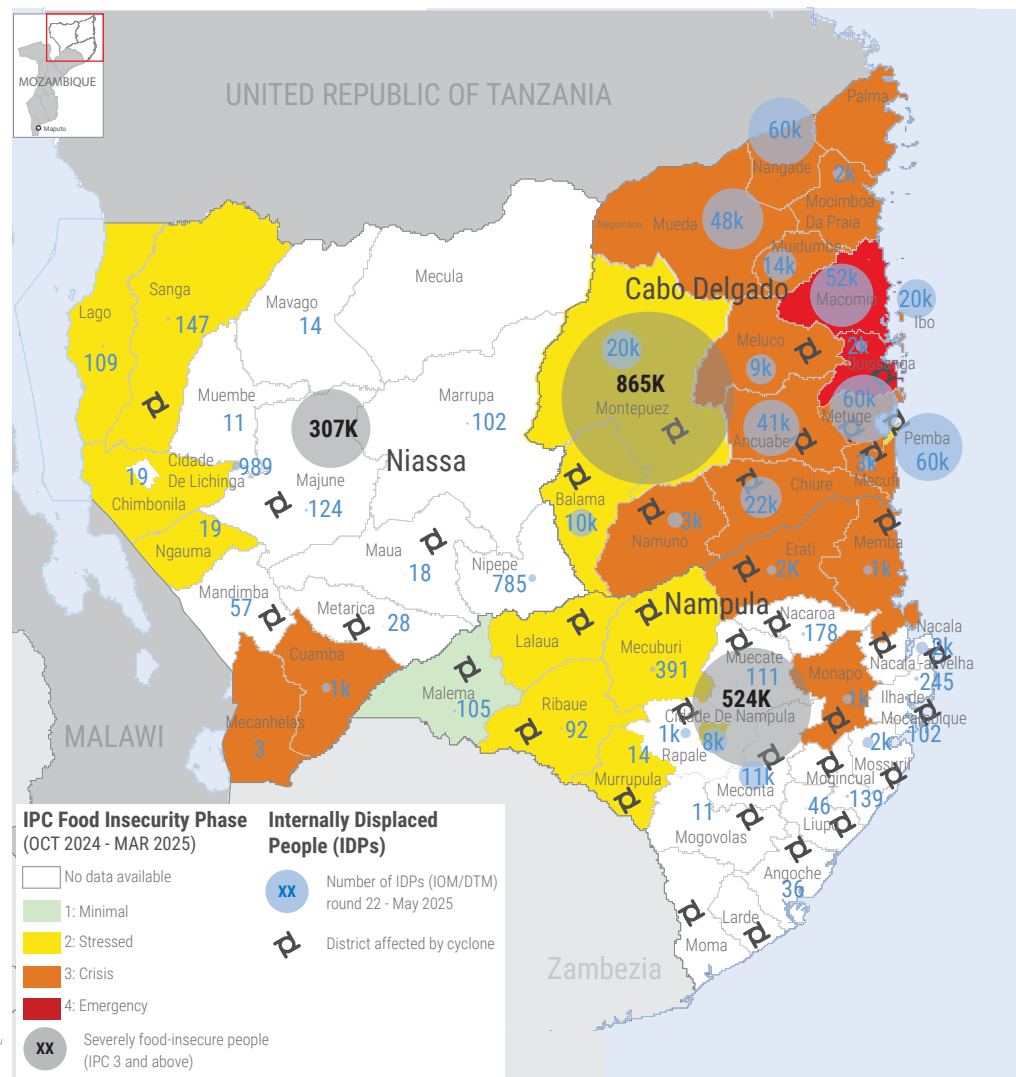 MOZAMBIQUE
Maputo
UNITED REPUBLIC OF TANZANIA
Palma
60k
Nangade
2k
Mocimboa
Da Praia
Negomano
Mueda
48k
Muidumbe
14k
Mecula
Cabo Delgado
52k
Macomia
20k
Ibo
Sanga
147
Lago
109
Mavago
14
20k
865K
Montepuez
Meluco
9k
2k
Quissanga
Muembe
11
307K
Marrupa
102
60k
Metuge
41k
Ancuabe
Pemba
60k
Niassa
Cidade
De Lichinga
989
19
Chimbonila
Majune
124
3k
Mecufi
Chiure
22k
Balama
10k
19
Ngauma
3k
Namuno
Maua
18
Nipepe
785
Erati
2K
Memba
1k
Mandimba
57
Metarica
28
Nampula
Nacaroa
178
Lalaua
Mecuburi
391
Nacala
Nacala-a-velha
245
Cuamba
1k
Muecate
111
524K
Monapo
1k
Malema
105
Ribaue
92
Ilha de
Moçambique
102
Cidade De Nampula
1k
8k
Rapale
2k
Mossuril
Mecanhelas
3
MALAWI
14
Murrupula
11k
Meconta
Mogincual
139
11
Mogovolas
46
Liupo
Angoche
36
Larde
Moma
Zambezia
IPC Food Insecurity Phase
(OCT 2024 - MAR 2025)
No data available
1: Minimal
2: Stressed
3: Crisis
4: Emergency
XX
Severely food-insecure people
(IPC 3 and above)
Internally Displaced
People (IDPs)
XX
Number of IDPs (IOM/DTM)
round 22 - May 2025
District affected by cyclone